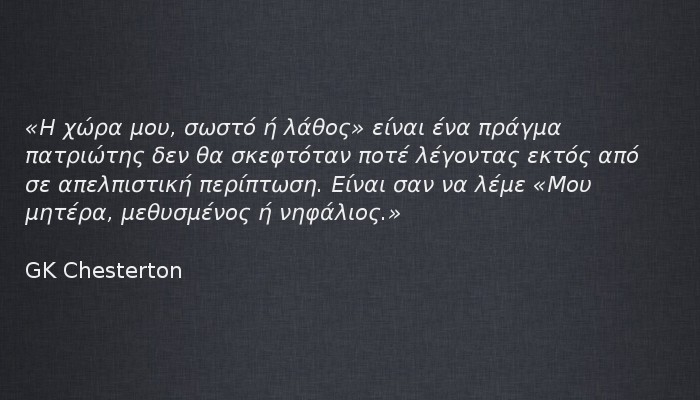 «Η χώρα μου, σωστό ή λάθος» είναι ένα πράγμα
πατριώτης δεν θα σκεφτόταν ποτέ λέγοντας εκτός από
σε απελπιστική περίπτωση. Είναι σαν να λέμε «Μου
μητέρα, μεθυσμένος ή νηφάλιος.»
GK Chesterton